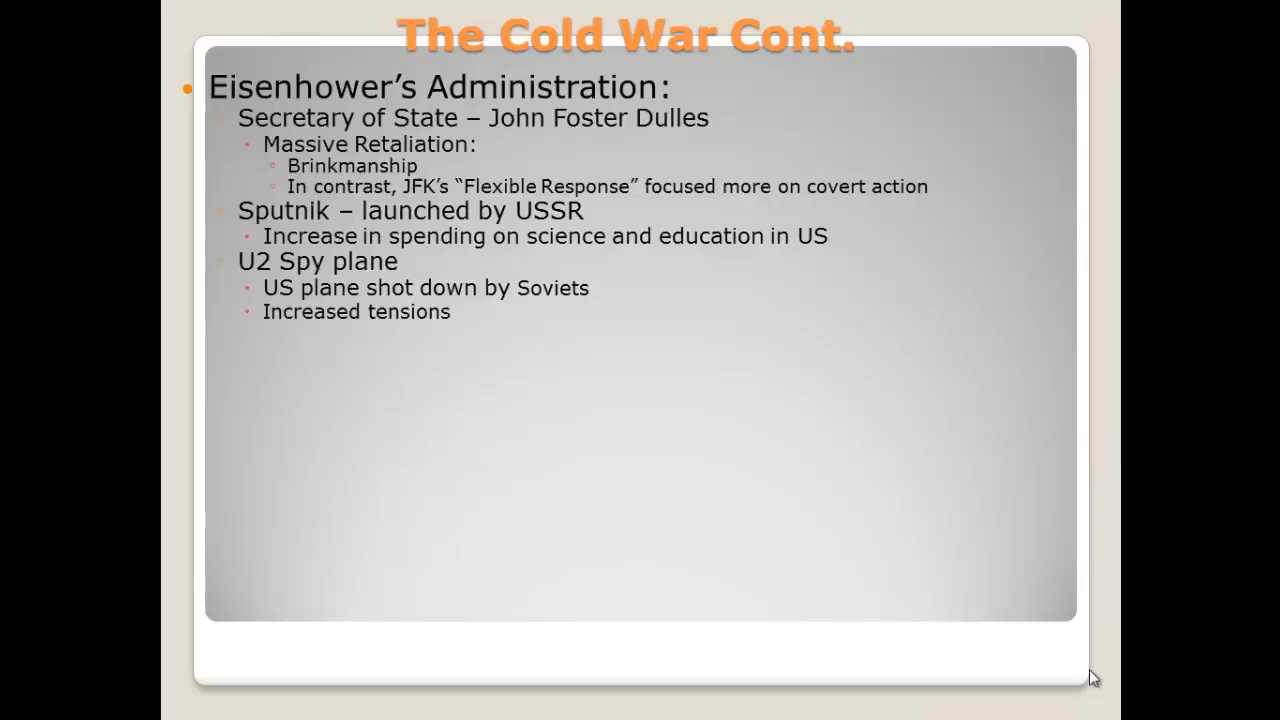 The Cold War Cont.
Eisenhower’s Administration:
Secretary of State – John Foster Dulles
Massive Retaliation:
Brinkmanship
In contrast, JFK’s “Flexible Response” focused more on covert action
Sputnik – launched by USSR
Increase in spending on science and education in US
U2 Spy plane
US plane shot down by Soviets
Increased tensions